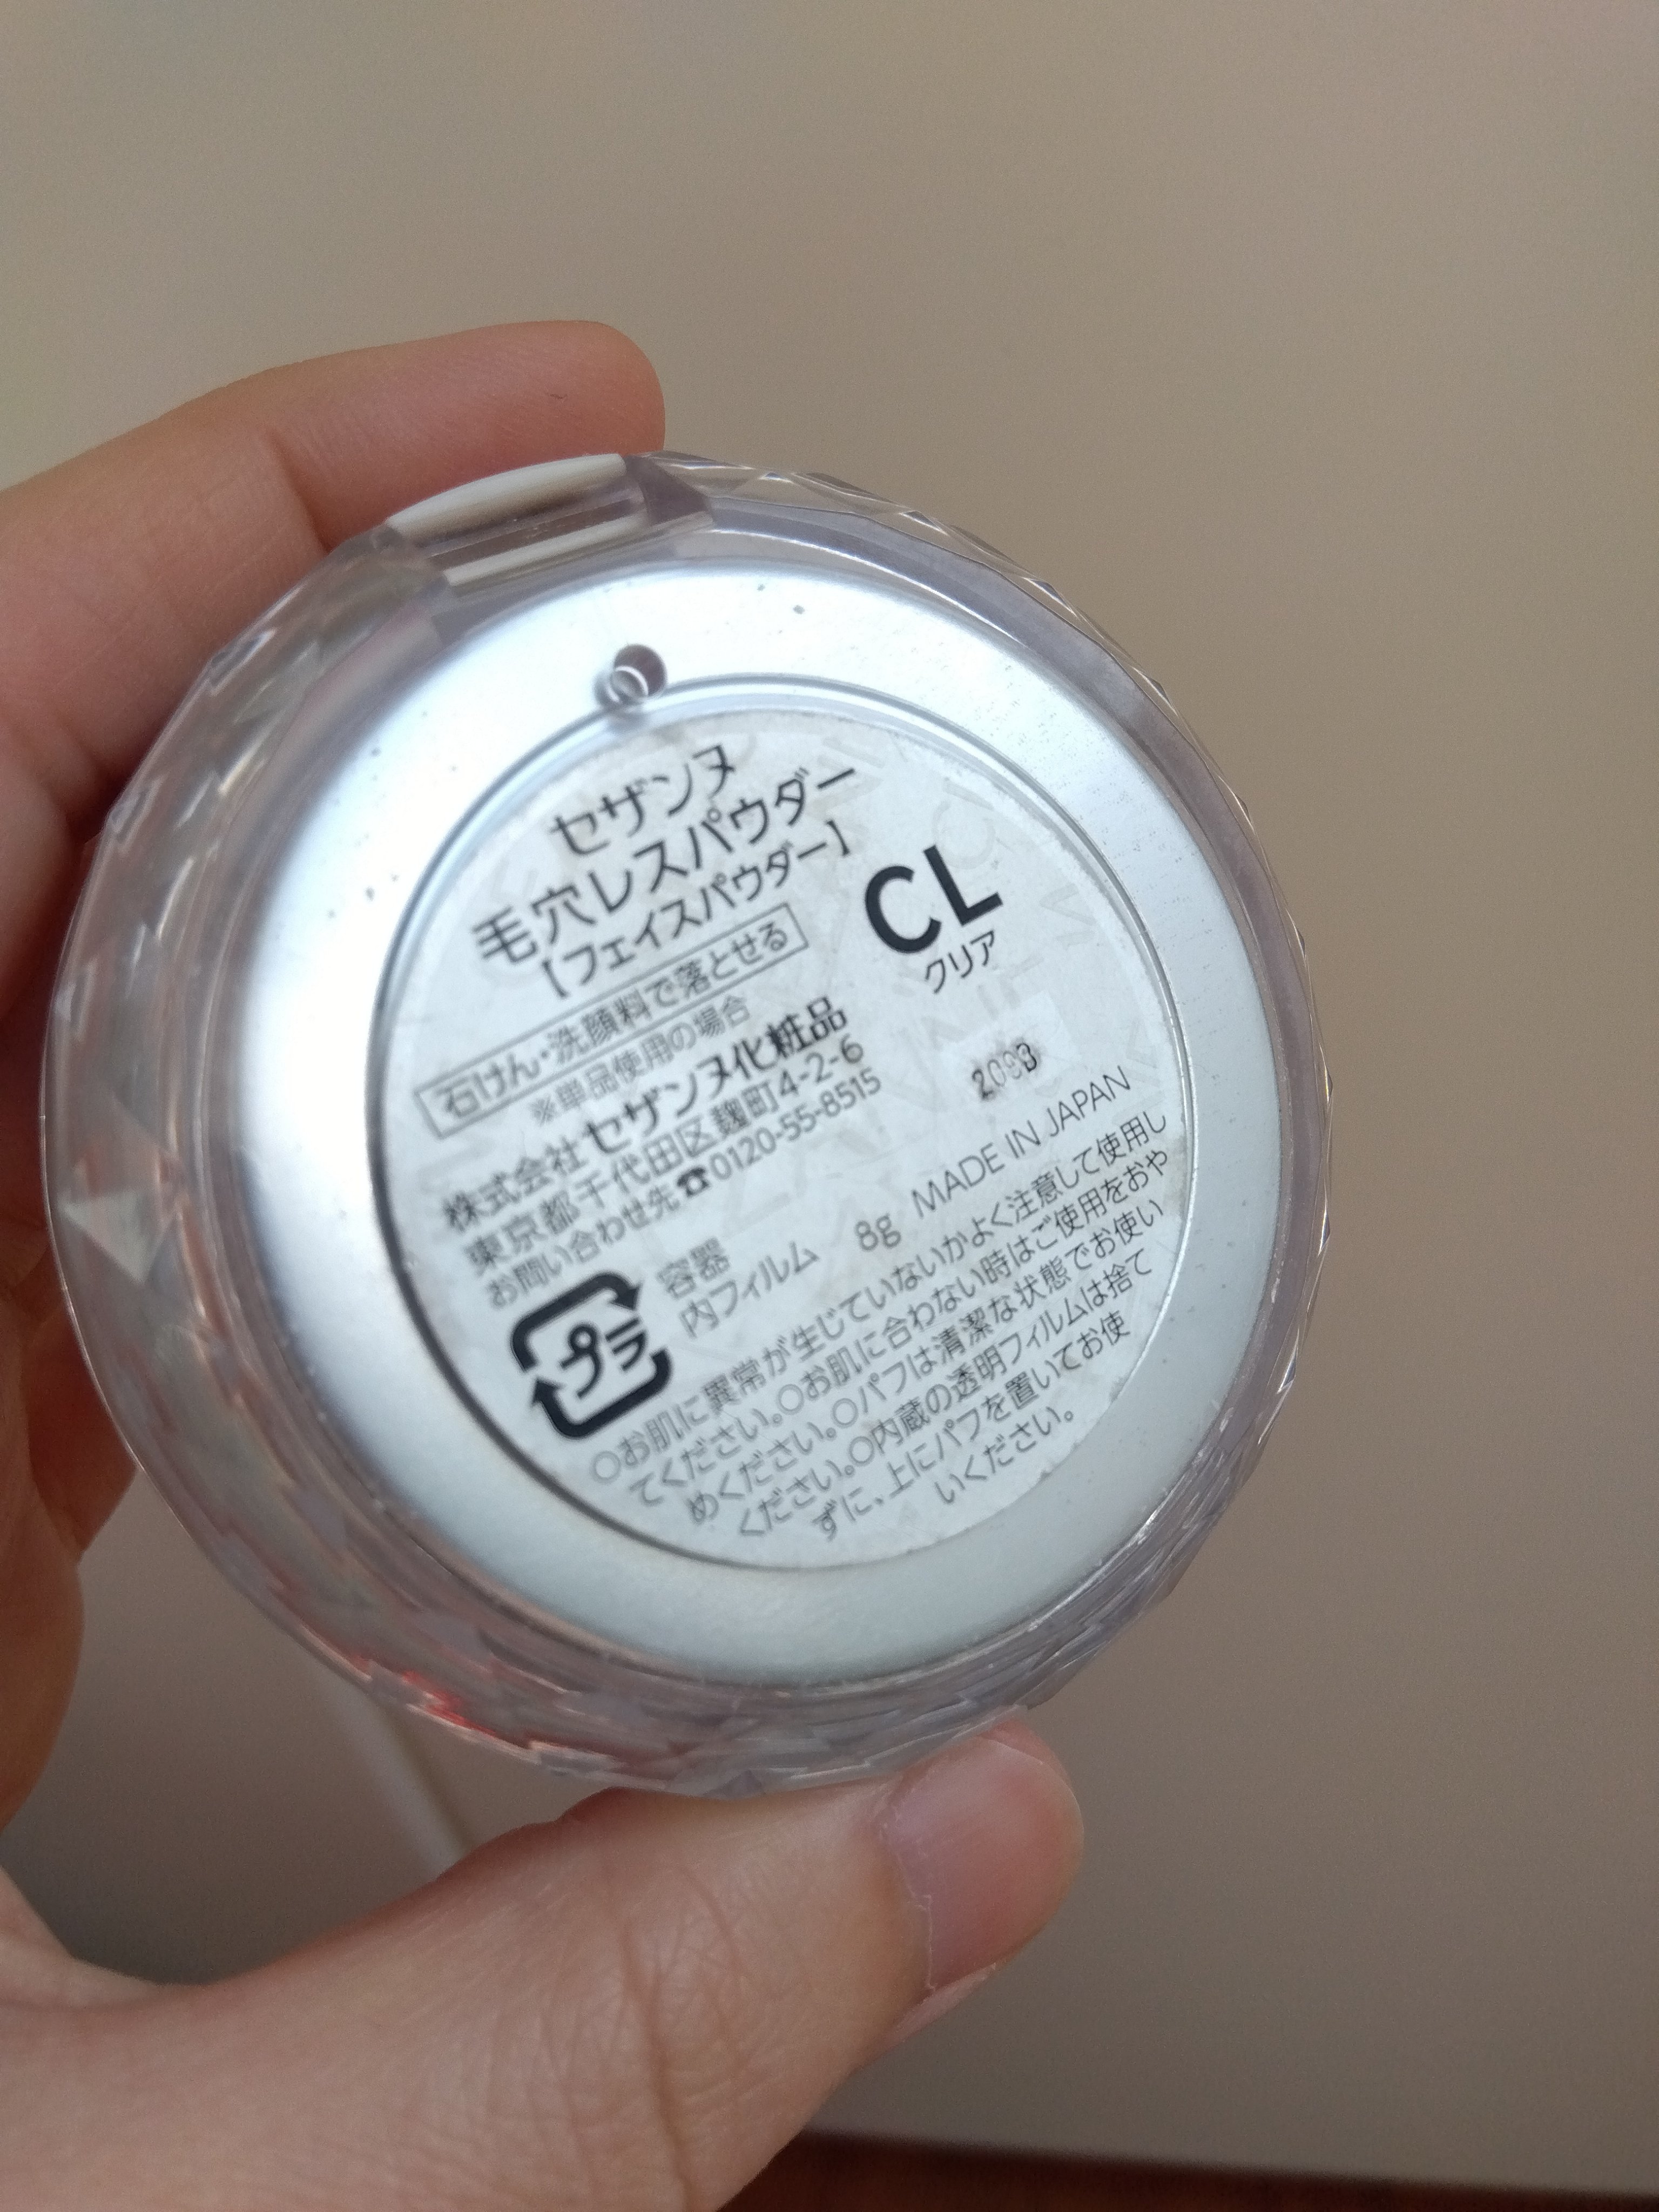 セザンヌ
毛穴レスパウダー
【フェイスパウダー】
CL
クリア
石けん・洗顔料で落とせる
※単品使用の場合
株式会社セザンヌ化粧品
東京都千代田区麹町4-2-6
お問い合わせ先☎0120-55-8515
プラ
容器
内フィルム
8g MADE IN JAPAN
○お肌に異常が生じていないかよく注意して使用し
てください。○お肌に合わない時はご使用をおや
めください。○パフは清潔な状態でお使い
ください。○内蔵の透明フィルムは捨て
ずに、上にパフを置いてお使
いください。